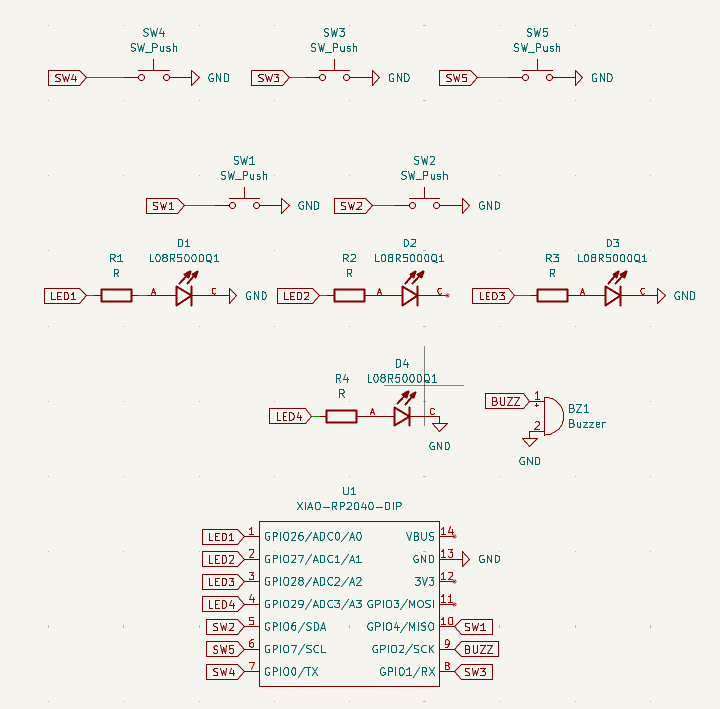 SW4 SW3 SW5
SW_Push SW_Push SW_Push
SW4 GND SW3 GND SW5 GND
SW1 SW2
SW_Push SW_Push
SW1 GND SW2 GND
D1 D2 D3
R1 L08R5000Q1 R2 L08R5000Q1 R3 L08R5000Q1
R R R
LED1 A C GND LED2 A C LED3 A C GND
D4
R4 L08R5000Q1
R
LED4 A C
GND
BUZZ 1 BZ1
+
2 Buzzer
GND
U1
XIAO-RP2040-DIP
LED1 1 GPIO26/ADC0/A0 VBUS 14
LED2 2 GPIO27/ADC1/A1 GND 13 GND
LED3 3 GPIO28/ADC2/A2 3V3 12
LED4 4 GPIO29/ADC3/A3 GPIO3/MOSI 11
SW2 5 GPIO6/SDA GPIO4/MISO 10 SW1
SW5 6 GPIO7/SCL GPIO2/SCK 9 BUZZ
SW4 7 GPIO0/TX GPIO1/RX 8 SW3